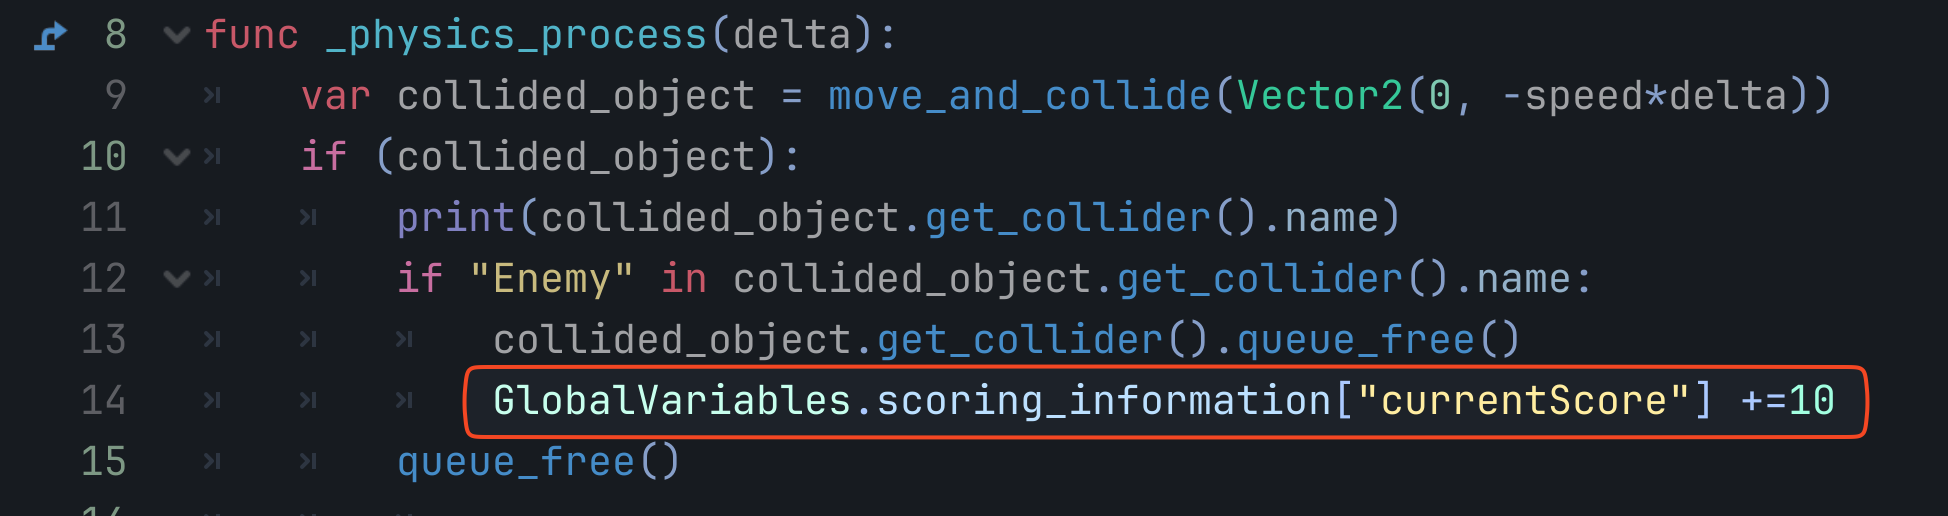 8 func _physics_process(delta):
9 var collided_object = move_and_collide(Vector2(0, -speed*delta))
10 if (collided_object):
11 print(collided_object.get_collider().name)
12 if "Enemy" in collided_object.get_collider().name:
13 collided_object.get_collider().queue_free()
14 GlobalVariables.scoring_information["currentScore"] +=10
15 queue_free()